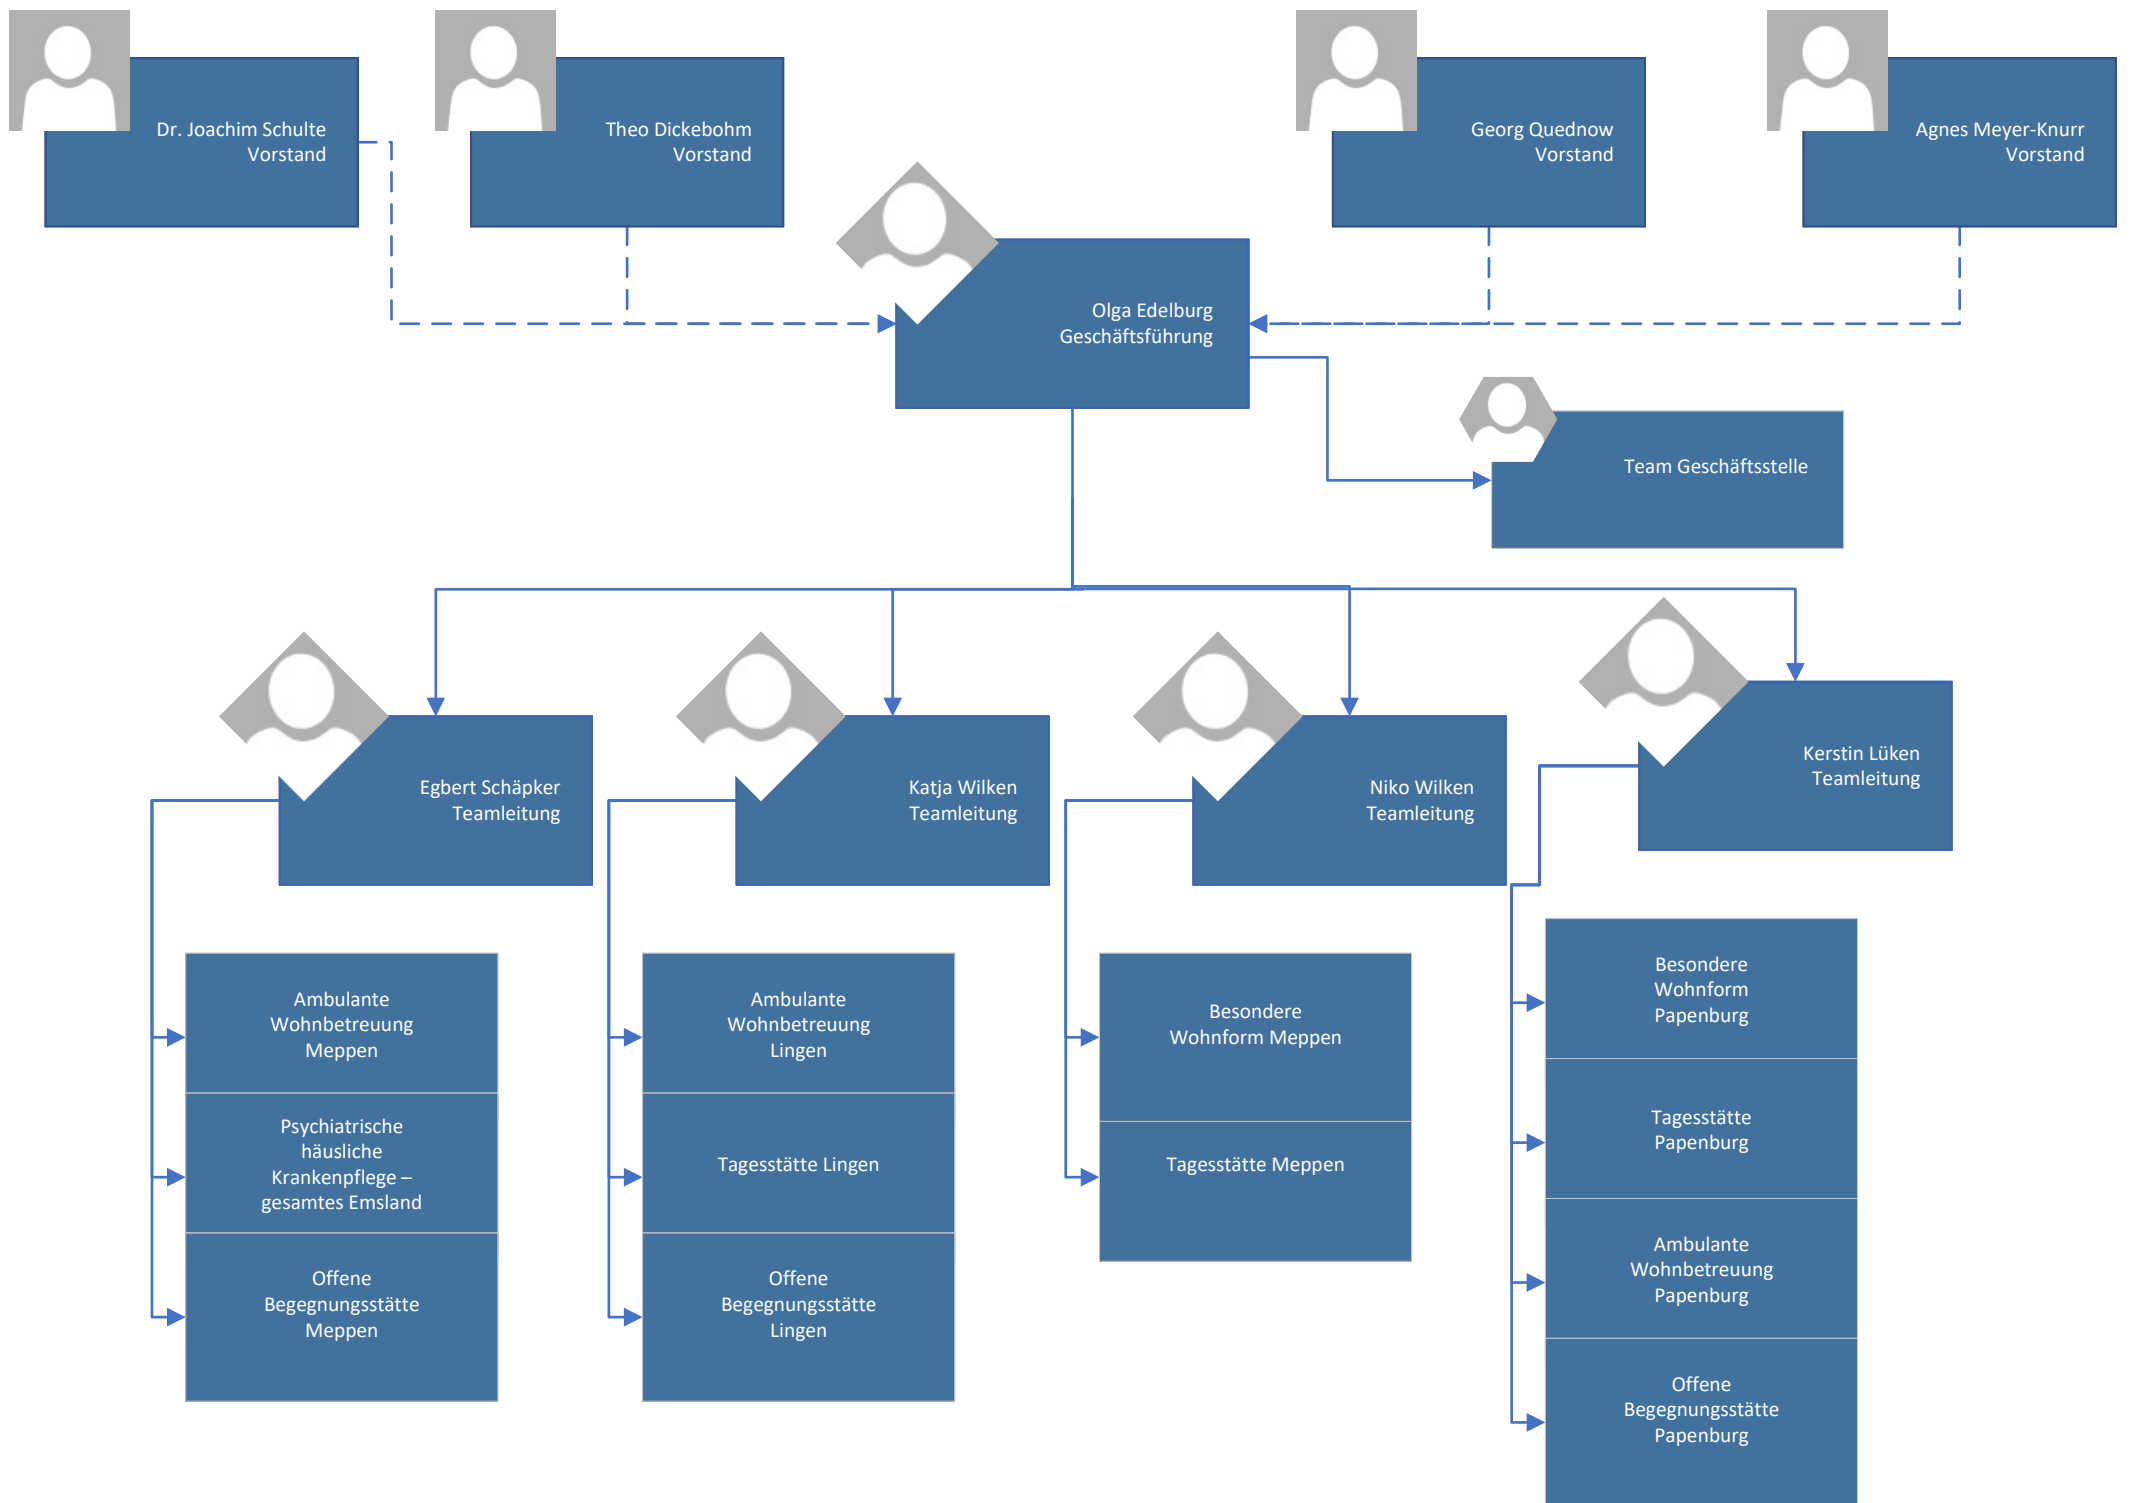 Dr. Joachim Schulte
Vorstand
Theo Dickebohm
Vorstand
Georg Quednow
Vorstand
Agnes Meyer-Knurr
Vorstand
Olga Edelburg
Geschäftsführung
Team Geschäftsstelle
Egbert Schäpker
Teamleitung
Katja Wilken
Teamleitung
Niko Wilken
Teamleitung
Kerstin Lüken
Teamleitung
Ambulante
Wohnbetreuung
Meppen
Psychiatrische
häusliche
Krankenpflege –
gesamtes Emsland
Offene
Begegnungsstätte
Meppen
Ambulante
Wohnbetreuung
Lingen
Tagesstätte Lingen
Offene
Begegnungsstätte
Lingen
Besondere
Wohnform Meppen
Tagesstätte Meppen
Besondere
Wohnform
Papenburg
Tagesstätte
Papenburg
Ambulante
Wohnbetreuung
Papenburg
Offene
Begegnungsstätte
Papenburg